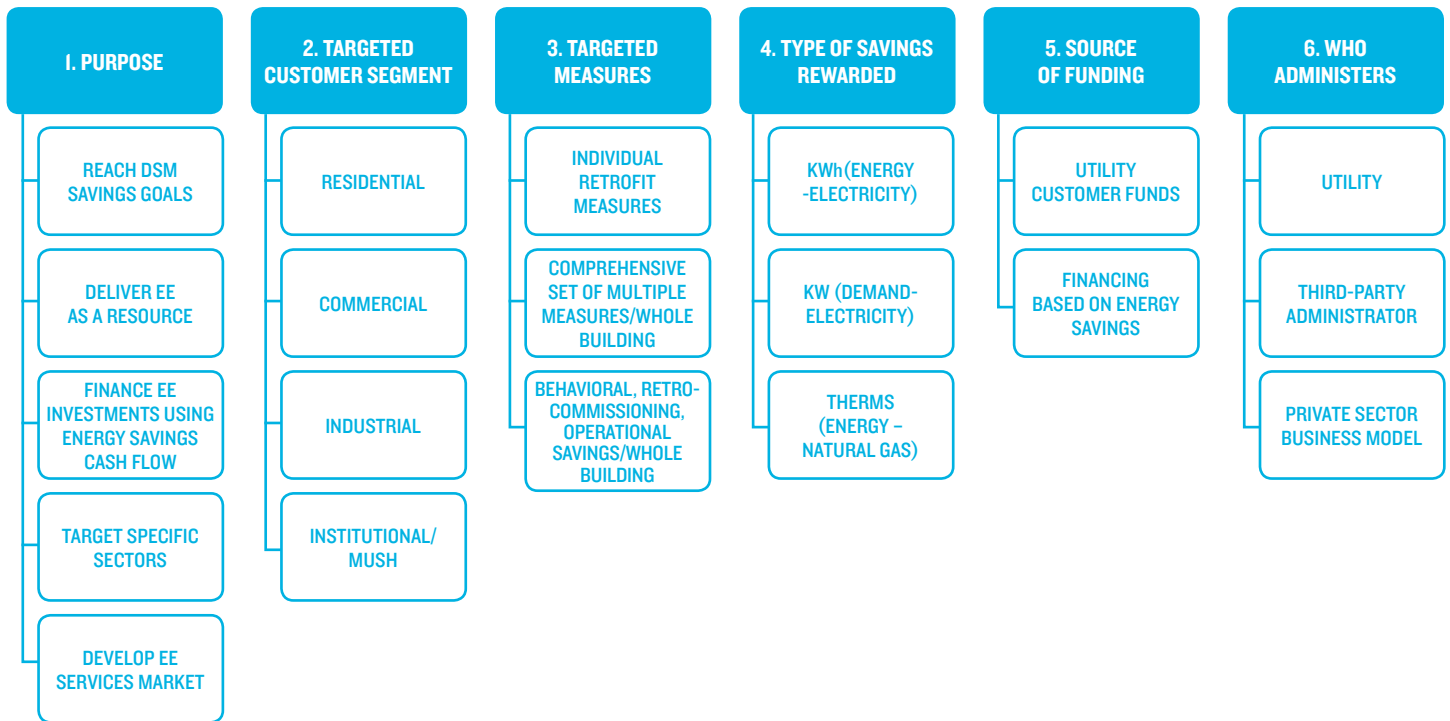 1. PURPOSE
REACH DSM
SAVINGS GOALS
DELIVER EE
AS A RESOURCE
FINANCE EE
INVESTMENTS USING
ENERGY SAVINGS
CASH FLOW
TARGET SPECIFIC
SECTORS
DEVELOP EE
SERVICES MARKET
2. TARGETED
CUSTOMER SEGMENT
RESIDENTIAL
COMMERCIAL
INDUSTRIAL
INSTITUTIONAL/
MUSH
3. TARGETED
MEASURES
INDIVIDUAL
RETROFIT
MEASURES
COMPREHENSIVE
SET OF MULTIPLE
MEASURES/WHOLE
BUILDING
BEHAVIORAL, RETRO-
COMMISSIONING,
OPERATIONAL
SAVINGS/WHOLE
BUILDING
4. TYPE OF SAVINGS
REWARDED
KWh(ENERGY
-ELECTRICITY)
KW (DEMAND-
ELECTRICITY)
THERMS
(ENERGY –
NATURAL GAS)
5. SOURCE
OF FUNDING
UTILITY
CUSTOMER FUNDS
FINANCING
BASED ON ENERGY
SAVINGS
6. WHO
ADMINISTERS
UTILITY
THIRD-PARTY
ADMINISTRATOR
PRIVATE SECTOR
BUSINESS MODEL